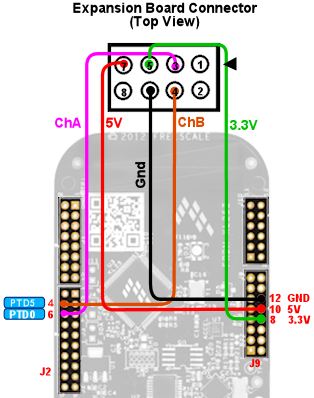 Expansion Board Connector
(Top View)
7 5 3 1
8 6 4 2
ChA
5V
ChB
3.3V
© 2012 FREESCALE
Gnd
PTD5 4
PTD0 6
12 GND
10 5V
8 3.3V
J2
J9